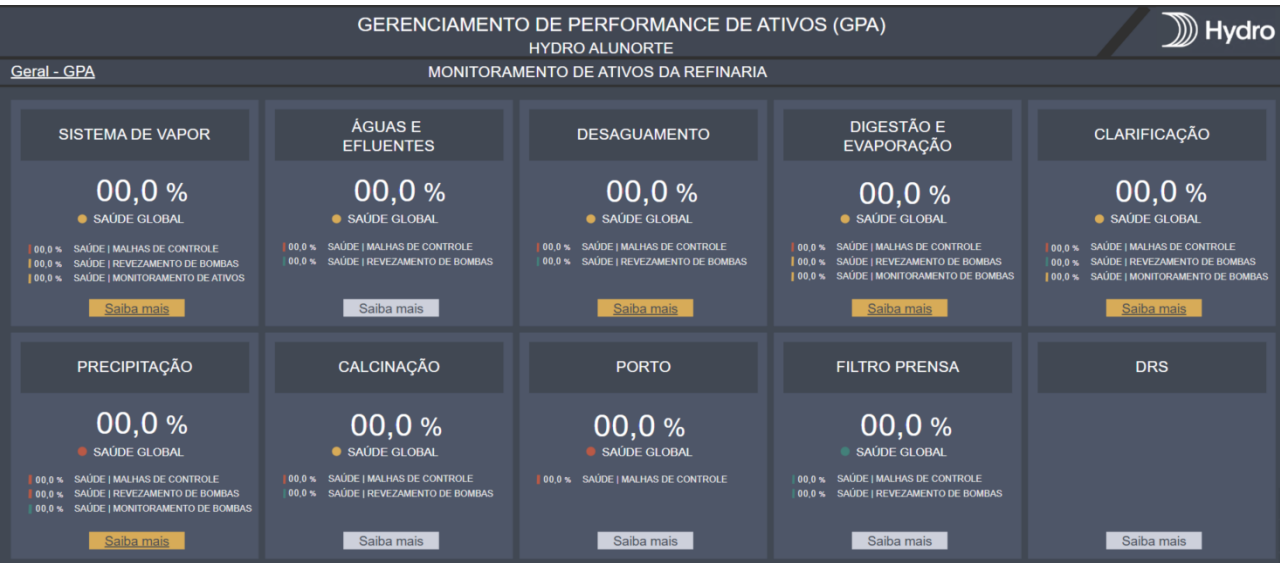 GERENCIAMENTO DE PERFORMANCE DE ATIVOS (GPA)
HYDRO ALUNORTE
Hydro
Geral - GPA
MONITORAMENTO DE ATIVOS DA REFINARIA
SISTEMA DE VAPOR
00,0 %
SAÚDE GLOBAL
00,0 % SAÚDE | MALHAS DE CONTROLE
00,0 % SAÚDE | REVEZAMENTO DE BOMBAS
00,0 % SAÚDE | MONITORAMENTO DE ATIVOS
Saiba mais
ÁGUAS E
EFLUENTES
00,0 %
SAÚDE GLOBAL
00,0 % SAÚDE | MALHAS DE CONTROLE
00,0 % SAÚDE | REVEZAMENTO DE BOMBAS
Saiba mais
DESAGUAMENTO
00,0 %
SAÚDE GLOBAL
00,0 % SAÚDE | MALHAS DE CONTROLE
00,0 % SAÚDE | REVEZAMENTO DE BOMBAS
Saiba mais
DIGESTÃO E
EVAPORAÇÃO
00,0 %
SAÚDE GLOBAL
00,0 % SAÚDE | MALHAS DE CONTROLE
00,0 % SAÚDE | REVEZAMENTO DE BOMBAS
00,0 % SAÚDE | MONITORAMENTO DE BOMBAS
Saiba mais
CLARIFICAÇÃO
00,0 %
SAÚDE GLOBAL
00,0 % SAÚDE | MALHAS DE CONTROLE
00,0 % SAÚDE | REVEZAMENTO DE BOMBAS
00,0 % SAÚDE | MONITORAMENTO DE BOMBAS
Saiba mais
PRECIPITAÇÃO
00,0 %
SAÚDE GLOBAL
00,0 % SAÚDE | MALHAS DE CONTROLE
00,0 % SAÚDE | REVEZAMENTO DE BOMBAS
00,0 % SAÚDE | MONITORAMENTO DE BOMBAS
Saiba mais
CALCINAÇÃO
00,0 %
SAÚDE GLOBAL
00,0 % SAÚDE | MALHAS DE CONTROLE
00,0 % SAÚDE | REVEZAMENTO DE BOMBAS
Saiba mais
PORTO
00,0 %
SAÚDE GLOBAL
00,0 % SAÚDE | MALHAS DE CONTROLE
Saiba mais
FILTRO PRENSA
00,0 %
SAÚDE GLOBAL
00,0 % SAÚDE | MALHAS DE CONTROLE
00,0 % SAÚDE | REVEZAMENTO DE BOMBAS
Saiba mais
DRS
Saiba mais